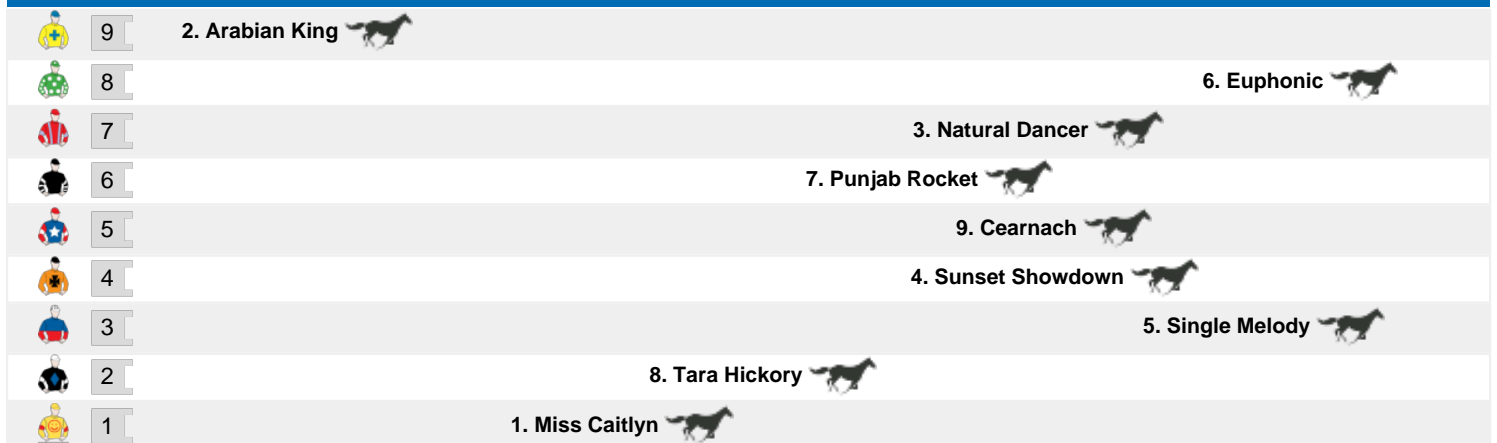 9 2. Arabian King
8 6. Euphonic
7 3. Natural Dancer
6 7. Punjab Rocket
5 9. Cearnach
4 4. Sunset Showdown
3 5. Single Melody
2 8. Tara Hickory
1 1. Miss Caitlyn